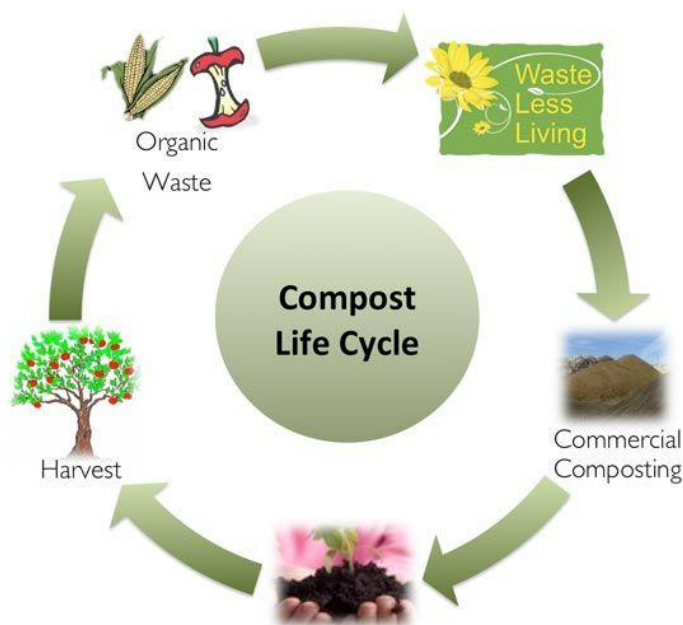 Organic
Waste
Waste
Less
Living
Compost
Life Cycle
Commercial
Composting
Harvest